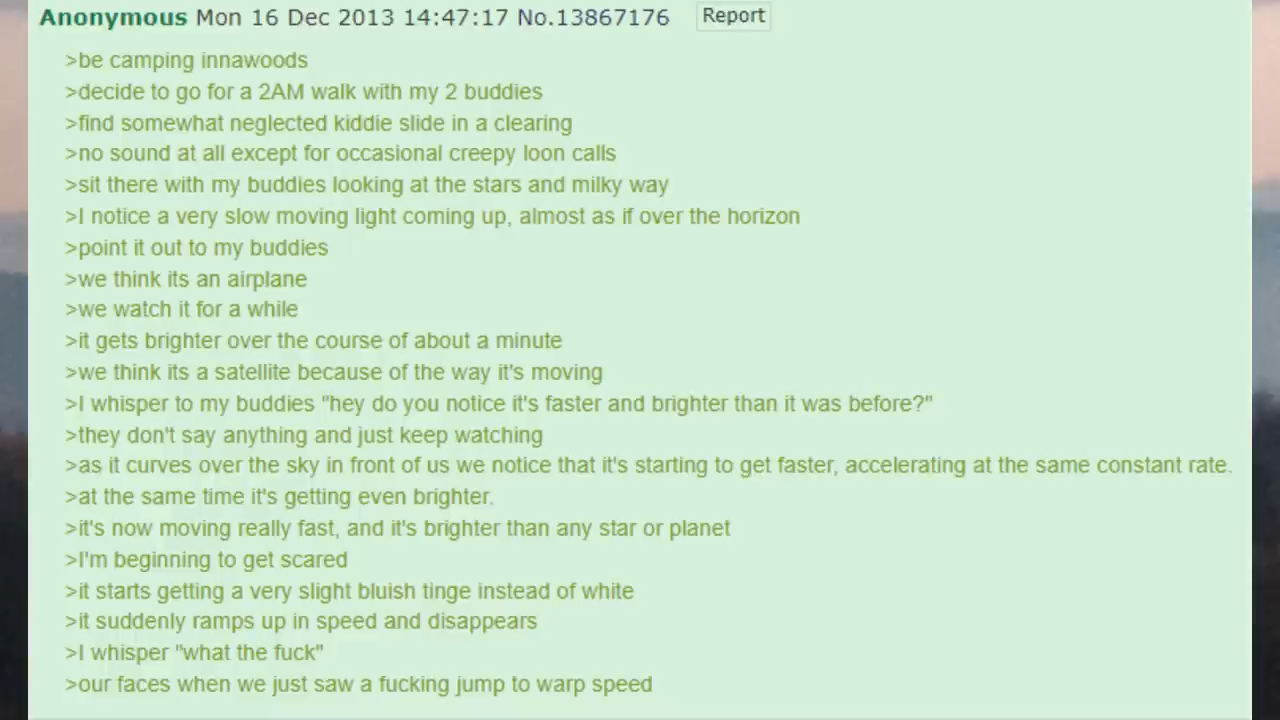 Anonymous Mon 16 Dec 2013 14:47:17 No.13867176 Report
>be camping innawoods
>decide to go for a 2AM walk with my 2 buddies
>find somewhat neglected kiddie slide in a clearing
>no sound at all except for occasional creepy loon calls
>sit there with my buddies looking at the stars and milky way
>I notice a very slow moving light coming up, almost as if over the horizon
>point it out to my buddies
>we think its an airplane
>we watch it for a while
>it gets brighter over the course of about a minute
>we think its a satellite because of the way it's moving
>I whisper to my buddies "hey do you notice it's faster and brighter than it was before?"
>they don't say anything and just keep watching
>as it curves over the sky in front of us we notice that it's starting to get faster, accelerating at the same constant rate.
>at the same time it's getting even brighter.
>it's now moving really fast, and it's brighter than any star or planet
>I'm beginning to get scared
>it starts getting a very slight bluish tinge instead of white
>it suddenly ramps up in speed and disappears
>I whisper "what the fuck"
>our faces when we just saw a fucking jump to warp speed